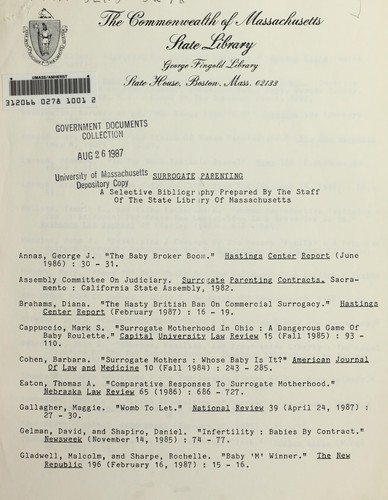 The Commonwealth of Massachusetts
State Library
George Fingold Library
State House, Boston, Mass. 02133
UMASS/AMHERST
312066 0278 1001 2
GOVERNMENT DOCUMENTS
COLLECTION
AUG 26 1987
University of Massachusetts
Depository Copy
SURROGATE PARENTING
A Selective Bibliography Prepared By The Staff
Of The State Library Of Massachusetts
Annas, George J. "The Baby Broker Boom." Hastings Center Report (June
1986) : 30 - 31.
Assembly Committee On Judiciary. Surrogate Parenting Contracts. Sacra-
mento : California State Assembly, 1982.
Brahams, Diana. "The Hasty British Ban On Commercial Surrogacy." Hastings
Center Report (February 1987) : 16 - 19.
Cappuccio, Mark S. "Surrogate Motherhood In Ohio : A Dangerous Game Of
Baby Roulette." Capital University Law Review 15 (Fall 1985) : 93 -
110.
Cohen, Barbara. "Surrogate Mothers : Whose Baby Is It?" American Journal
Of Law and Medicine 10 (Fall 1984) : 243 - 285.
Eaton, Thomas A. "Comparative Responses To Surrogate Motherhood."
Nebraska Law Review 65 (1986) : 686 - 727.
Gallagher, Maggie. "Womb To Let." National Review 39 (April 24, 1987) :
27 - 30.
Gelman, David, and Shapiro, Daniel. "Infertility : Babies By Contract."
Newsweek (November 14, 1985) : 74 - 77.
Gladwell, Malcolm, and Sharpe, Rochelle. "Baby 'M' Winner." The New
Republic 196 (February 16, 1987) : 15 - 16.